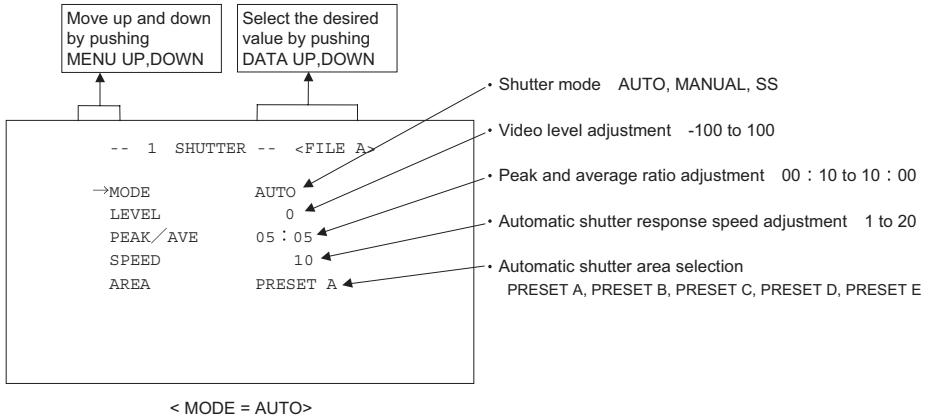 Move up and down
by pushing
MENU UP,DOWN
Select the desired
value by pushing
DATA UP,DOWN
-- 1 SHUTTER -- <FILE A>
→MODE AUTO
LEVEL 0
PEAK／AVE 05：05
SPEED 10
AREA PRESET A
・Shutter mode AUTO, MANUAL, SS
・Video level adjustment -100 to 100
・Peak and average ratio adjustment 00：10 to 10：00
・Automatic shutter response speed adjustment 1 to 20
・Automatic shutter area selection
PRESET A, PRESET B, PRESET C, PRESET D, PRESET E
< MODE = AUTO>